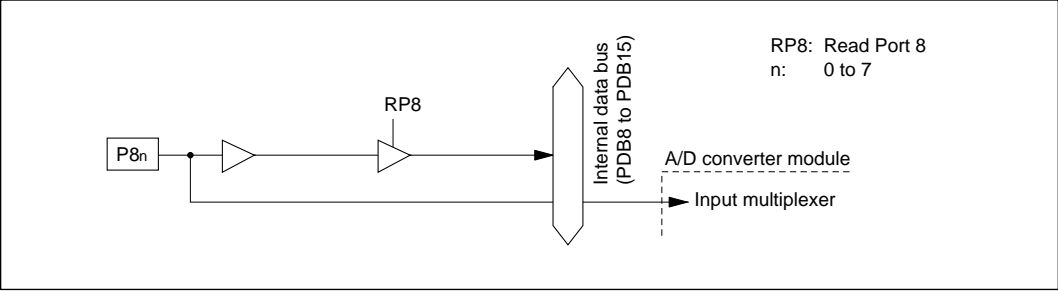 RP8: Read Port 8
n: 0 to 7
RP8
P8n
Internal data bus
(PDB8 to PDB15)
A/D converter module
Input multiplexer